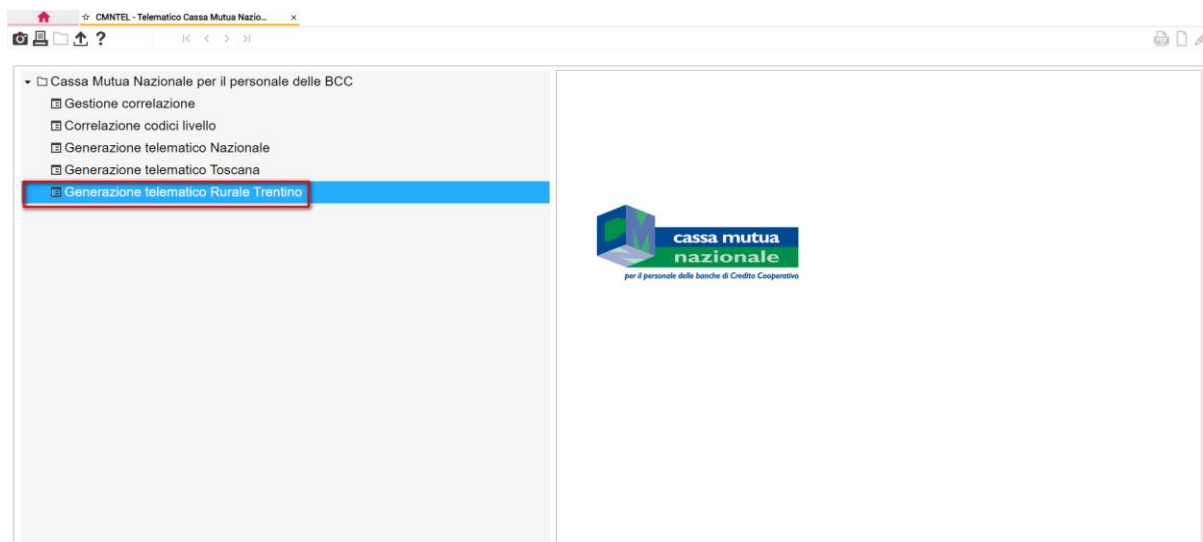 CMNTEL - Telematico Cassa Mutua Nazio...
Cassa Mutua Nazionale per il personale delle BCC
Gestione correlazione
Correlazione codici livello
Generazione telematico Nazionale
Generazione telematico Toscana
Generazione telematico Rurale Trentino
cassa mutua
nazionale
per il personale delle banche di Credito Cooperativo